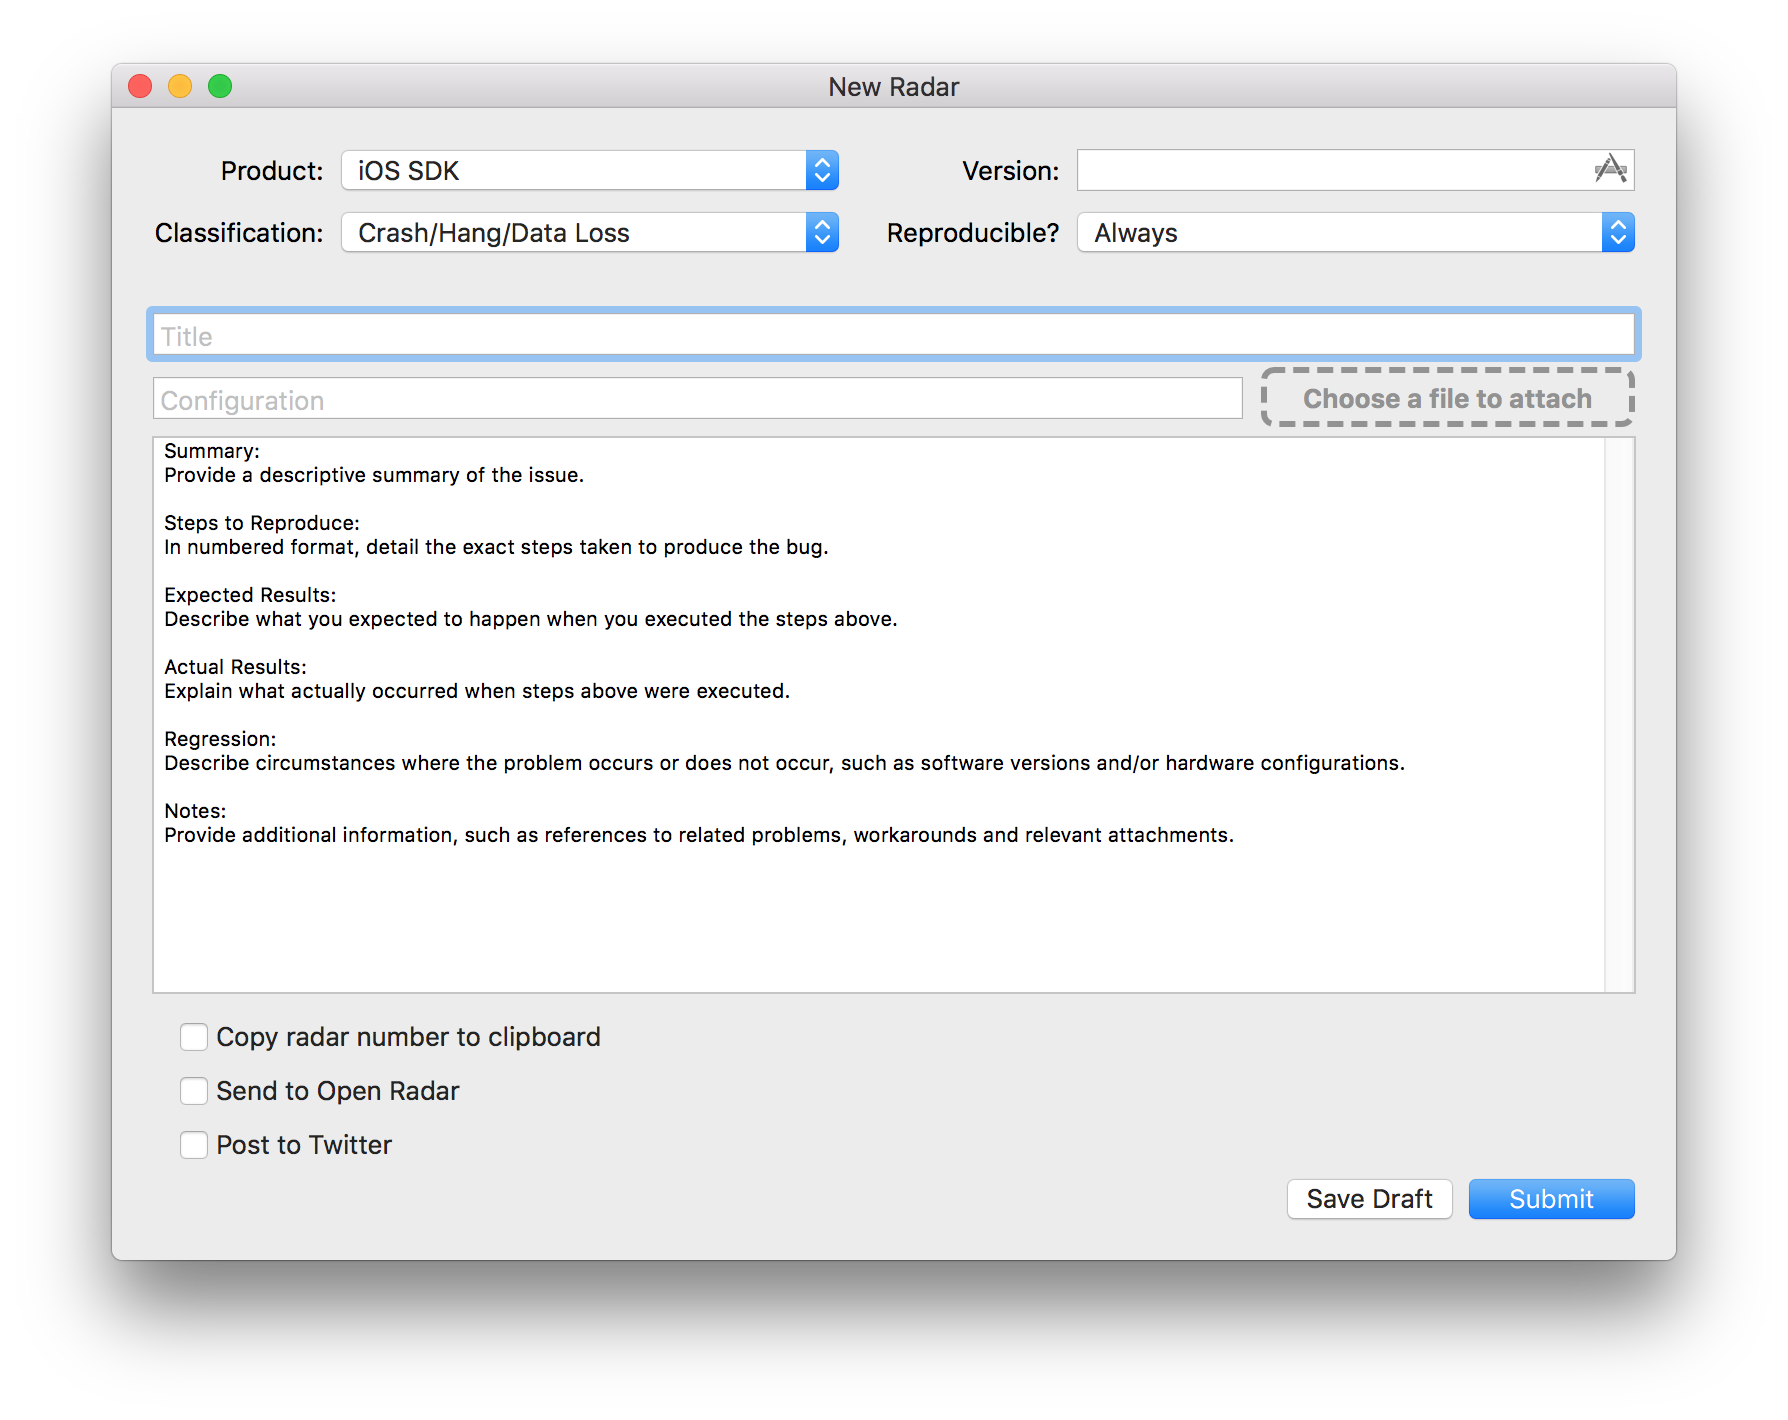 New Radar
Product: iOS SDK Version:
Classification: Crash/Hang/Data Loss Reproducible? Always
Title
Configuration Choose a file to attach
Summary:
Provide a descriptive summary of the issue.
Steps to Reproduce:
In numbered format, detail the exact steps taken to produce the bug.
Expected Results:
Describe what you expected to happen when you executed the steps above.
Actual Results:
Explain what actually occurred when steps above were executed.
Regression:
Describe circumstances where the problem occurs or does not occur, such as software versions and/or hardware configurations.
Notes:
Provide additional information, such as references to related problems, workarounds and relevant attachments.
Copy radar number to clipboard
Send to Open Radar
Post to Twitter
Save Draft Submit